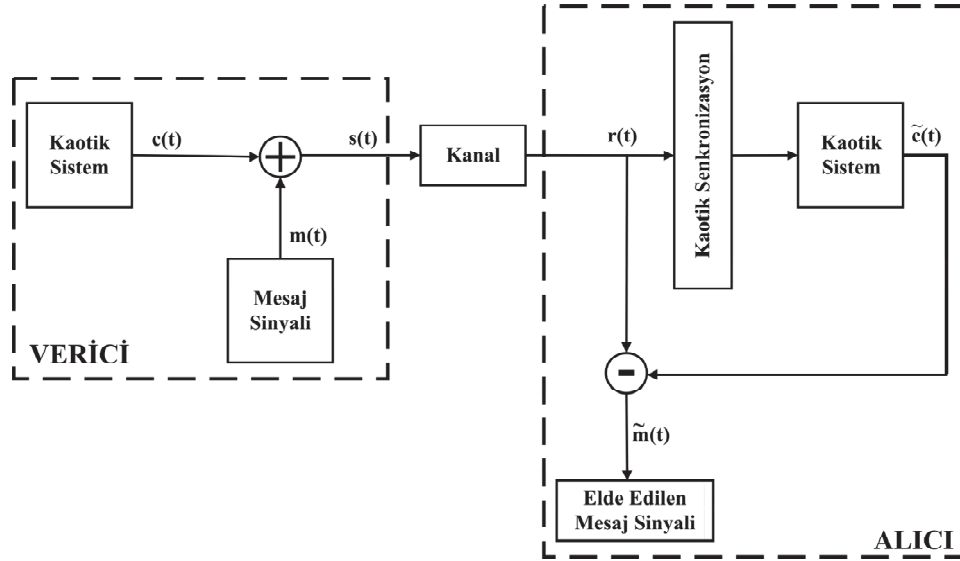 Kaotik
Sistem
c(t)
+
s(t)
m(t)
Mesaj
Sinyali
VERİCİ
Kanal
r(t)
Kaotik Senkronizasyon
Kaotik
Sistem
c̃(t)
-
m̃(t)
Elde Edilen
Mesaj Sinyali
ALICI